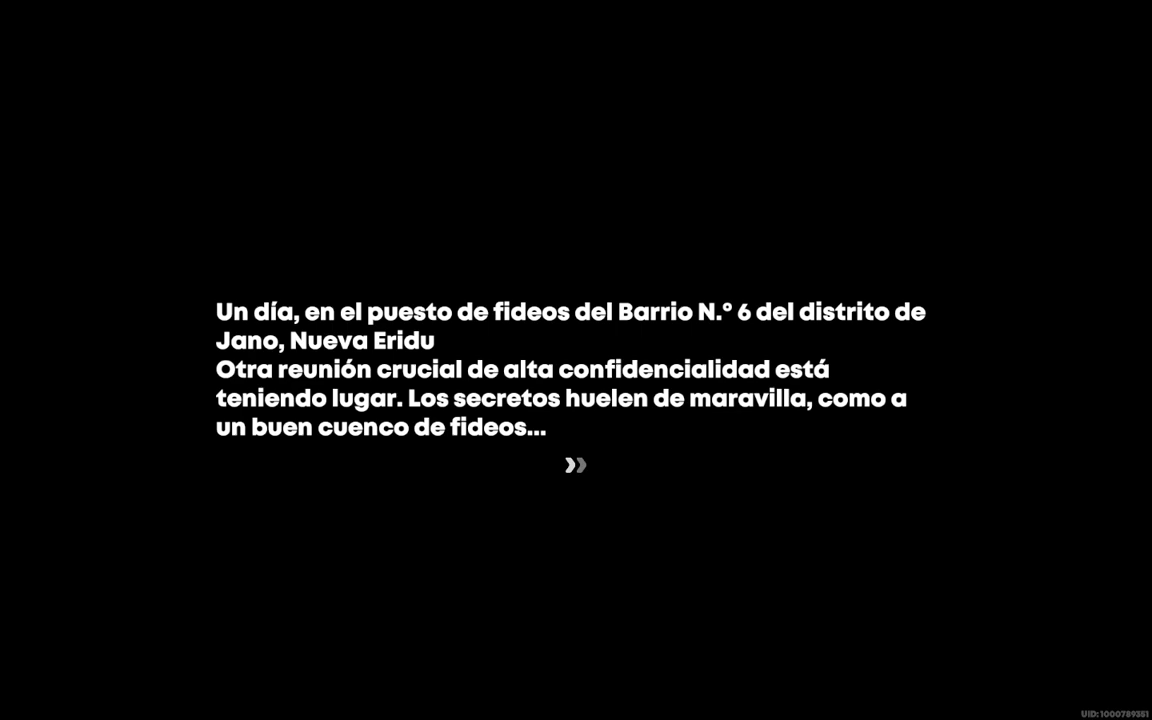 Un día, en el puesto de fideos del Barrio N.º 6 del distrito de
Jano, Nueva Eridu
Otra reunión crucial de alta confidencialidad está
teniendo lugar. Los secretos huelen de maravilla, como a
un buen cuenco de fideos...
UID: 1000789351